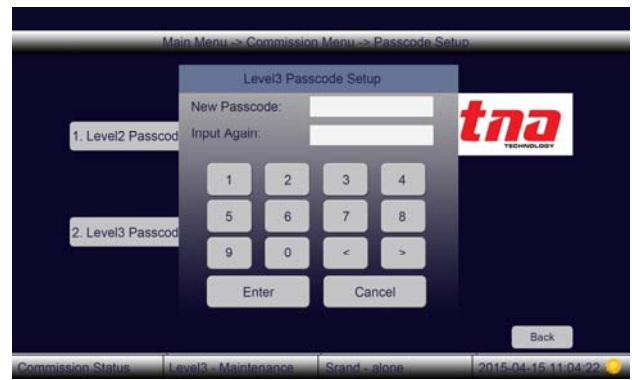 Main Menu -> Commission Menu -> Passcode Setup
Level3 Passcode Setup
New Passcode:
Input Again:
tna
TECHNOLOGY
1. Level2 Passcod
1 2 3 4
5 6 7 8
2. Level3 Passcod
9 0 < >
Enter Cancel
Back
Commission Status Level3 - Maintenance Srand - alone 2015-04-15 11:04:22